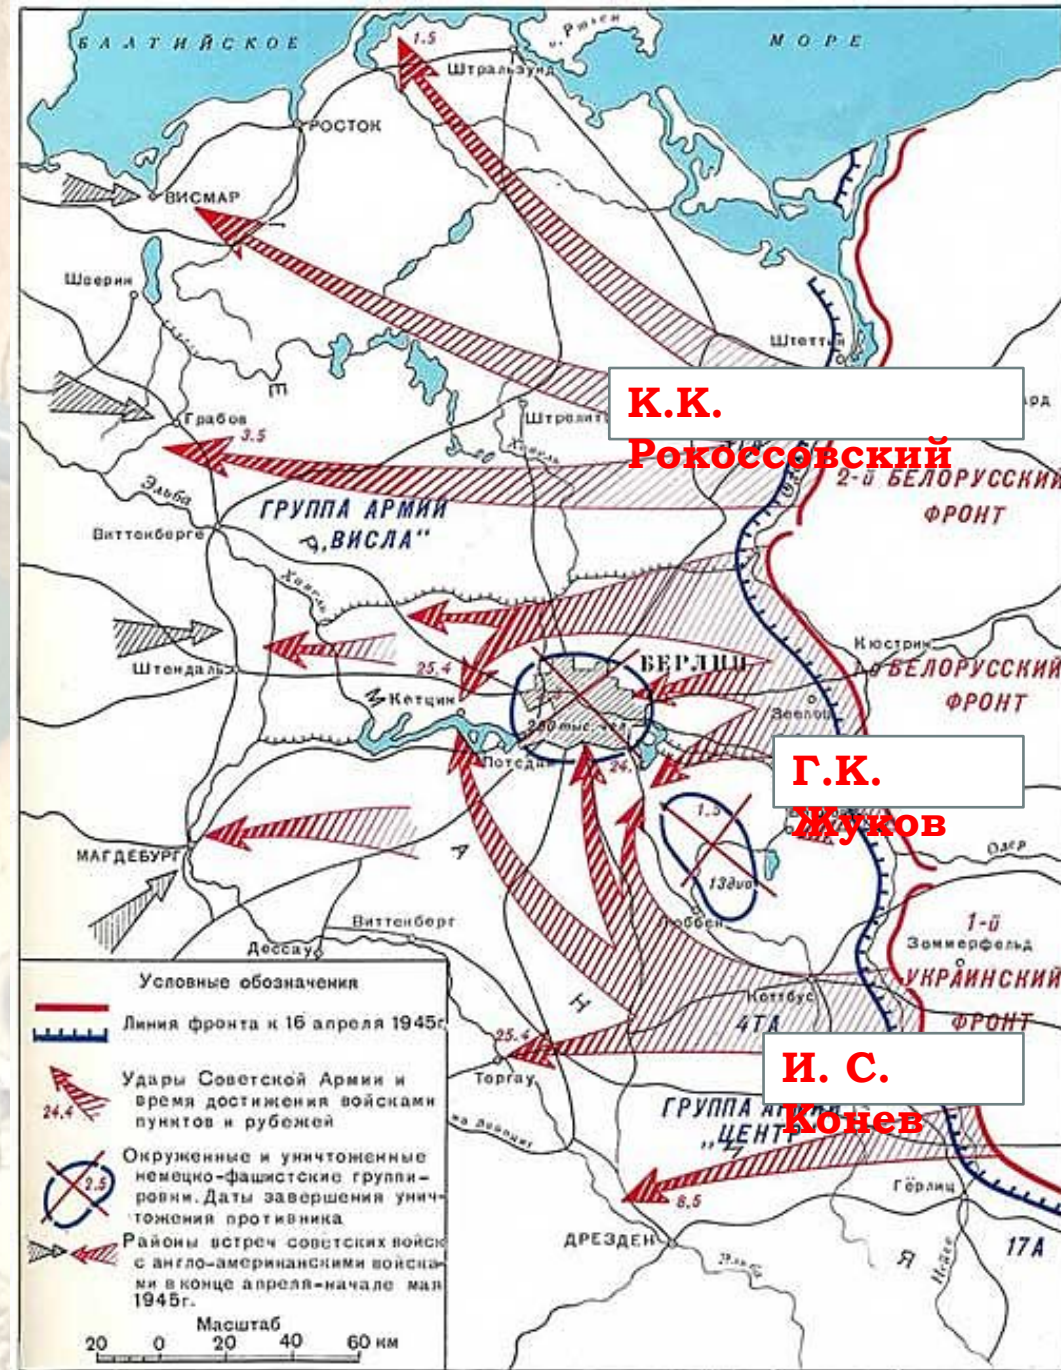 БАЛТИЙСКОЕ
МОРЕ
1.5
Штральзунд
РОСТОК
ВИСМАР
Шверин
Штеттин
К.К.
Рокоссовский
Грабов
3.5
Эльба
ГРУППА АРМИЙ
„ВИСЛА“
2-й БЕЛОРУССКИЙ
ФРОНТ
Виттенберге
Хавель
Кюстрин
Штендаль
25.4
БЕРЛИН
БЕЛОРУССКИЙ
ФРОНТ
Кетцин
Зеелов
Потсдам
24.
Г.К.
Жуков
1.5
13див
МАГДЕБУРГ
Одер
Виттенберг
Люббен
Дессау
1-й
Зоммерфельд
УКРАИНСКИЙ
ФРОНТ
Коттбус
4ТА
25.4
Торгау
И. С.
Конев
ГРУППА АРМИЙ
„ЦЕНТР“
Гёрлиц
8.5
ДРЕЗДЕН
Эльба
Нейсе
17А
Условные обозначения
Линия фронта к 16 апреля 1945г.
Удары Советской Армии и
время достижения войсками
пунктов и рубежей
24.4
Окруженные и уничтоженные
немецко-фашистские группи-
ровки. Даты завершения унич-
тожения противника
2.5
Районы встреч советских войск
с англо-американскими войска-
ми в конце апреля-начале мая
1945г.
Масштаб
20 0 20 40 60 км